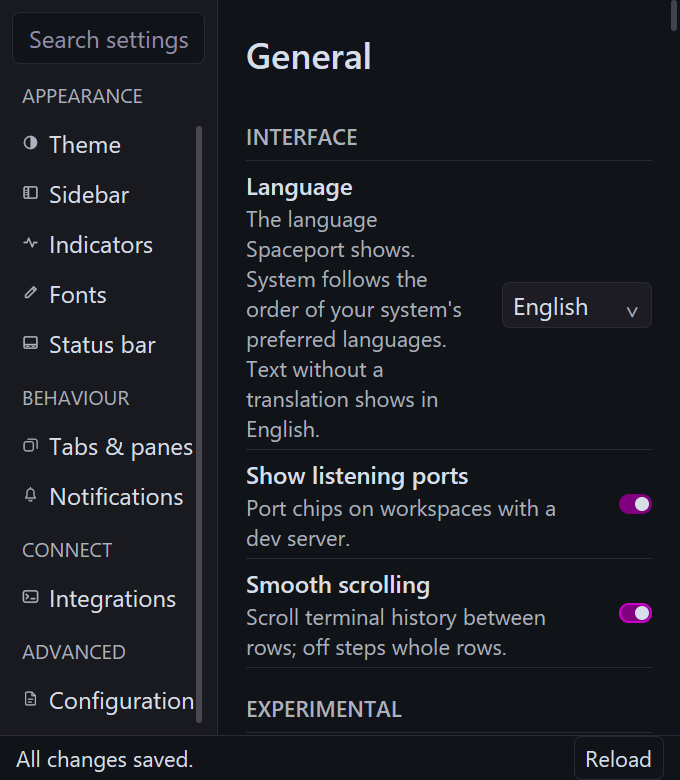 Search settings
APPEARANCE
Theme
Sidebar
Indicators
Fonts
Status bar
BEHAVIOUR
Tabs & panes
Notifications
CONNECT
Integrations
ADVANCED
Configuration
General
INTERFACE
Language
The language
Spaceport shows.
System follows the
order of your system's
preferred languages.
Text without a
translation shows in
English.
English
Show listening ports
Port chips on workspaces with a
dev server.
Smooth scrolling
Scroll terminal history between
rows; off steps whole rows.
EXPERIMENTAL
All changes saved.
Reload